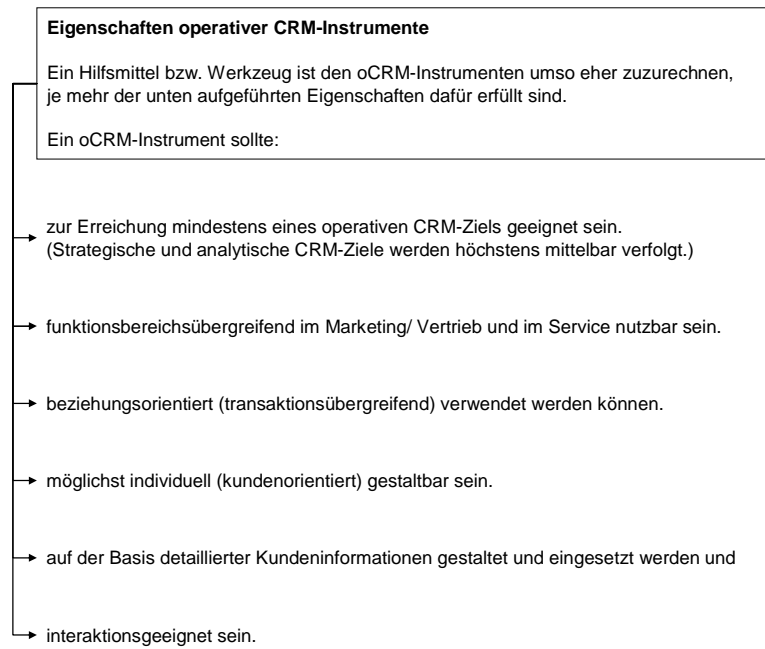 Eigenschaften operativer CRM-Instrumente
Ein Hilfsmittel bzw. Werkzeug ist den oCRM-Instrumenten umso eher zuzurechnen,
je mehr der unten aufgeführten Eigenschaften dafür erfüllt sind.
Ein oCRM-Instrument sollte:
zur Erreichung mindestens eines operativen CRM-Ziels geeignet sein.
(Strategische und analytische CRM-Ziele werden höchstens mittelbar verfolgt.)
funktionsbereichsübergreifend im Marketing/ Vertrieb und im Service nutzbar sein.
beziehungsorientiert (transaktionsübergreifend) verwendet werden können.
möglichst individuell (kundenorientiert) gestaltbar sein.
auf der Basis detaillierter Kundeninformationen gestaltet und eingesetzt werden und
interaktionsgeeignet sein.